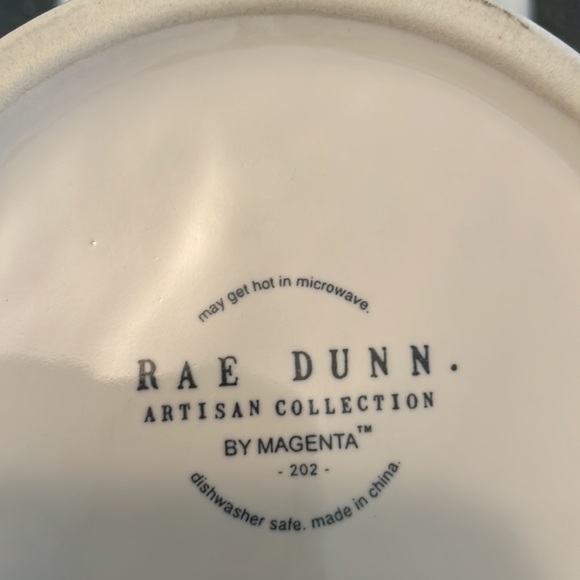 may get hot in microwave.
RAE DUNN.
ARTISAN COLLECTION
BY MAGENTA™
- 202 -
dishwasher safe. made in china.